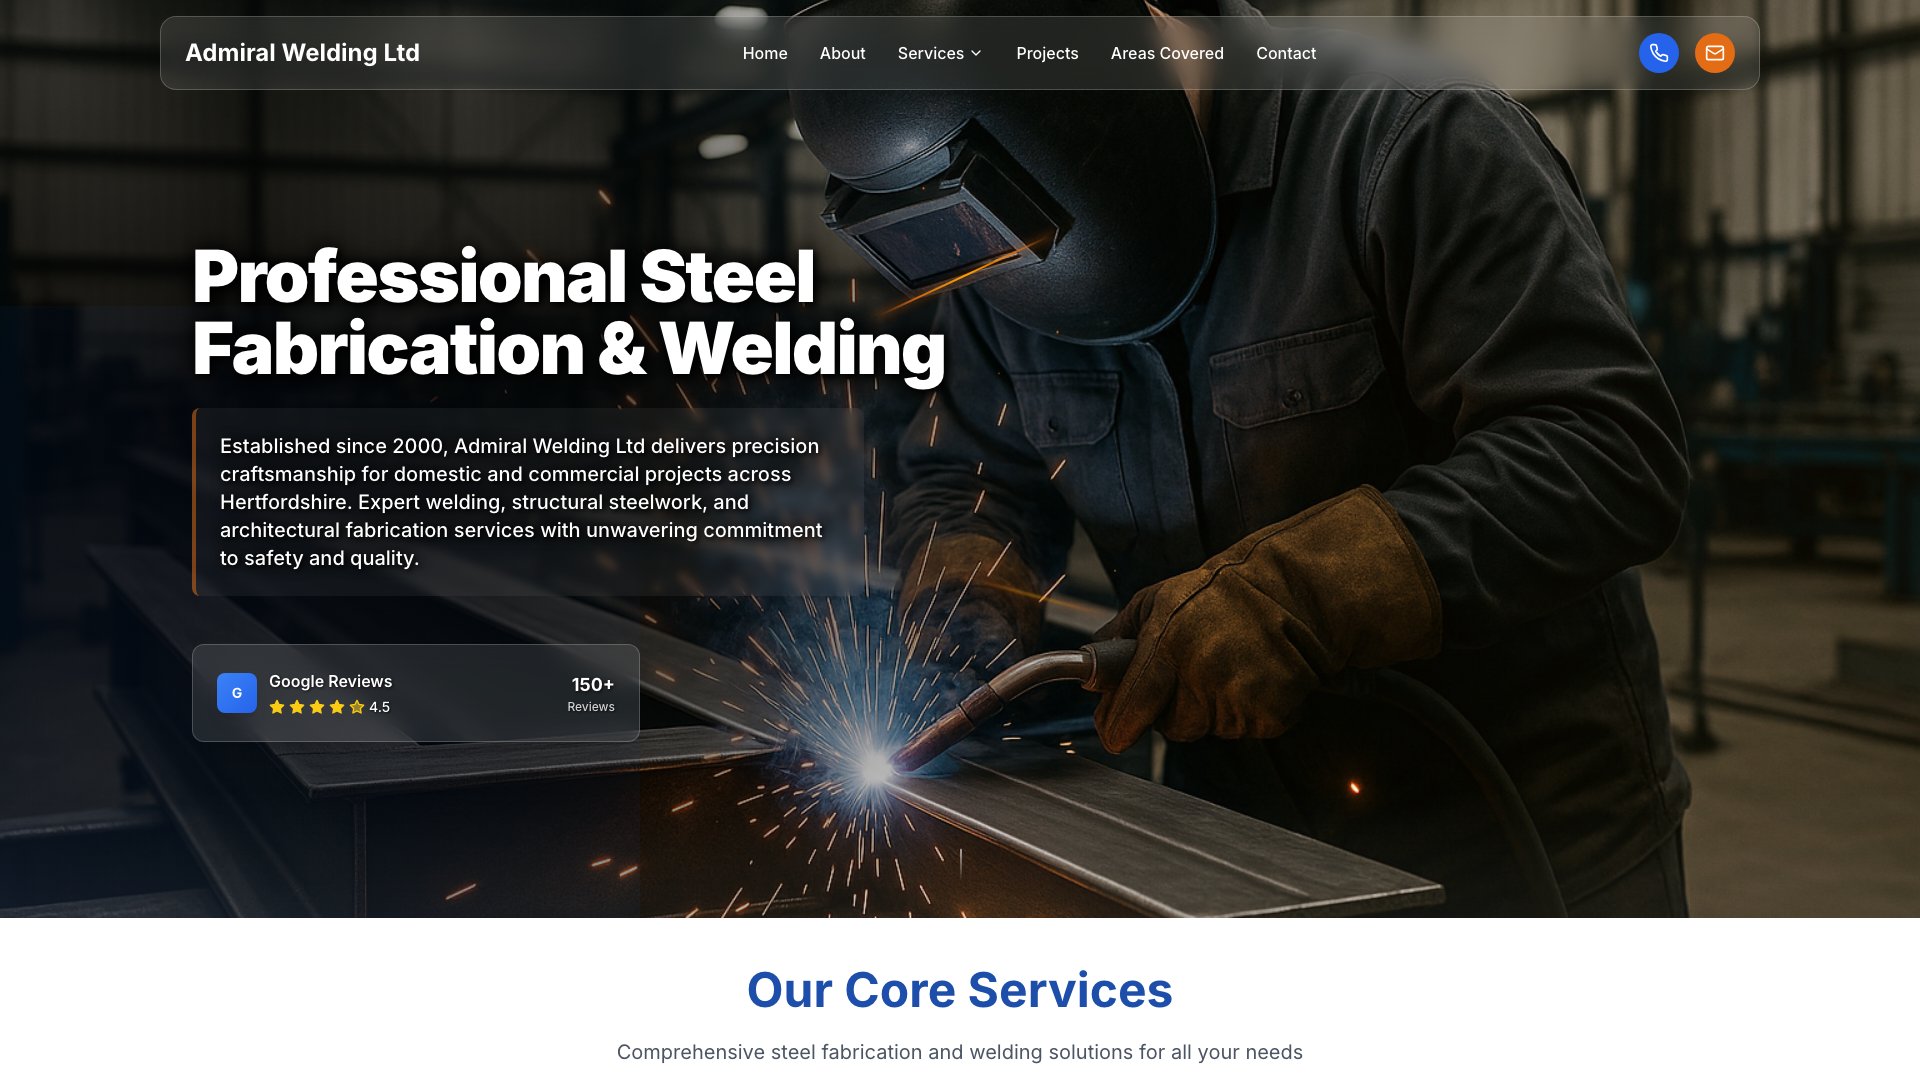 Admiral Welding Ltd
Home
About
Services
Projects
Areas Covered
Contact
Professional Steel
Fabrication & Welding
Established since 2000, Admiral Welding Ltd delivers precision
craftsmanship for domestic and commercial projects across
Hertfordshire. Expert welding, structural steelwork, and
architectural fabrication services with unwavering commitment
to safety and quality.
G
Google Reviews
4.5
150+
Reviews
Our Core Services
Comprehensive steel fabrication and welding solutions for all your needs